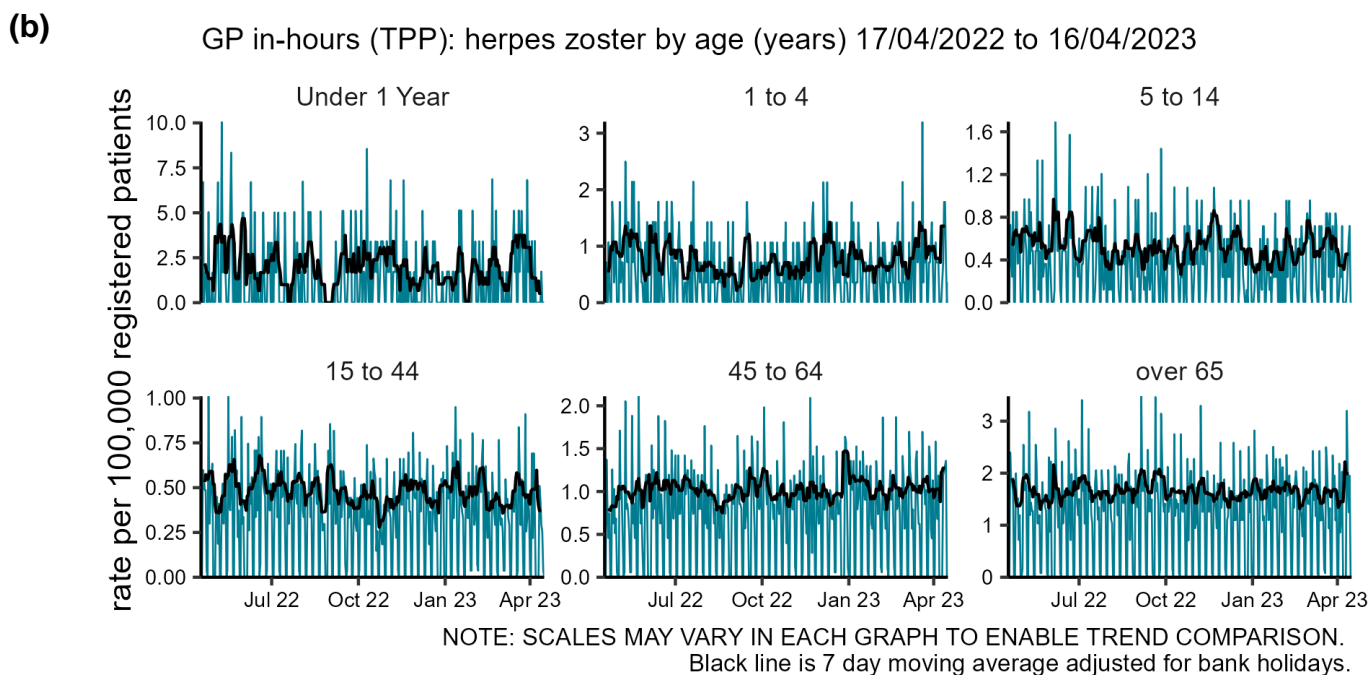 (b)
GP in-hours (TPP): herpes zoster by age (years) 17/04/2022 to 16/04/2023
rate per 100,000 registered patients
Under 1 Year
10.0
7.5
5.0
2.5
0.0
1 to 4
3
2
1
0
5 to 14
1.6
1.2
0.8
0.4
0.0
15 to 44
1.00
0.75
0.50
0.25
0.00
Jul 22 Oct 22 Jan 23 Apr 23
45 to 64
2.0
1.5
1.0
0.5
0.0
Jul 22 Oct 22 Jan 23 Apr 23
over 65
3
2
1
0
Jul 22 Oct 22 Jan 23 Apr 23
NOTE: SCALES MAY VARY IN EACH GRAPH TO ENABLE TREND COMPARISON.
Black line is 7 day moving average adjusted for bank holidays.